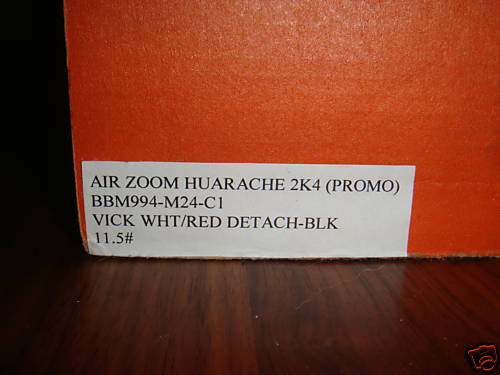 AIR ZOOM HUARACHE 2K4 (PROMO)
BBM994-M24-C1
VICK WHT/RED DETACH-BLK
11.5#